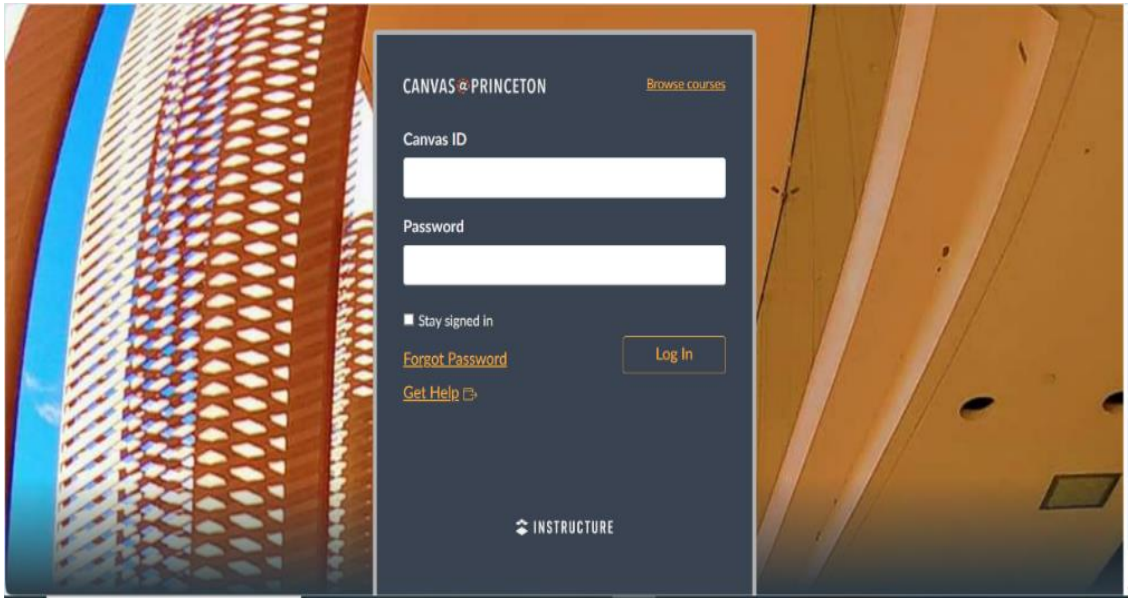 CANVAS@PRINCETON
Browse courses
Canvas ID
Password
Stay signed in
Forgot Password
Log In
Get Help
INSTRUCTURE